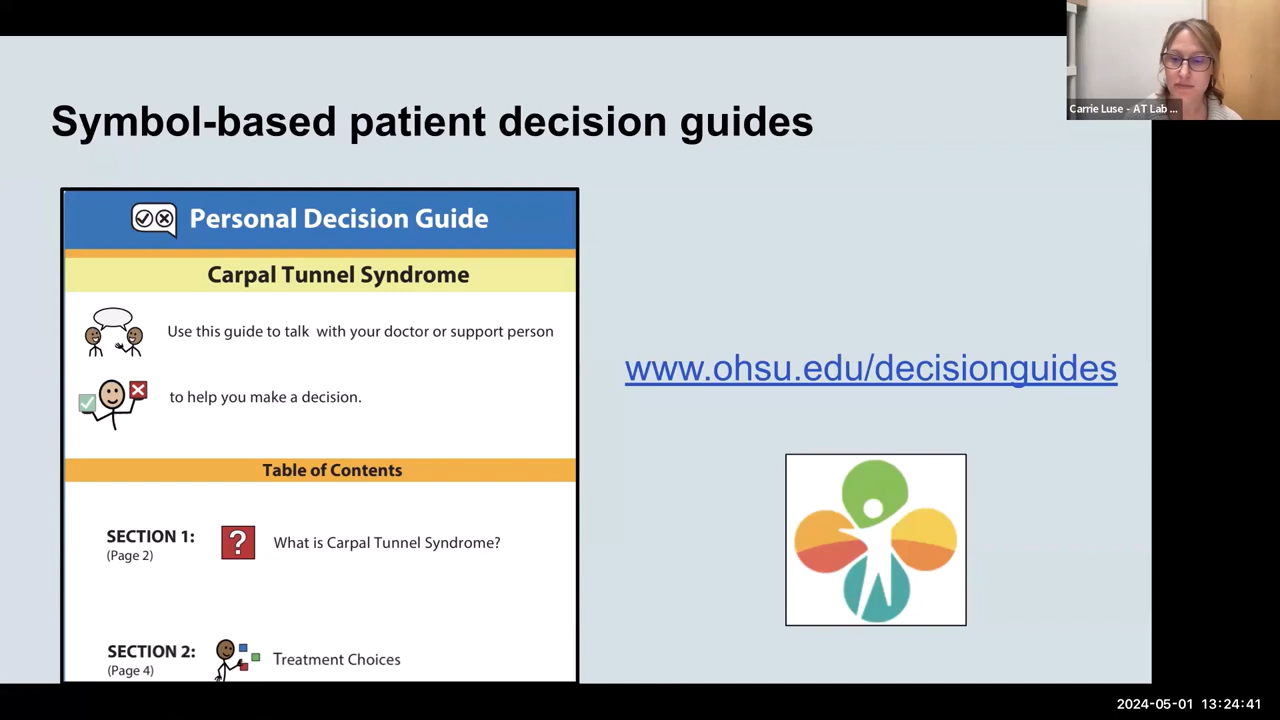 Carrie Luse - AT Lab ...
Symbol-based patient decision guides
Personal Decision Guide
Carpal Tunnel Syndrome
Use this guide to talk with your doctor or support person
to help you make a decision.
Table of Contents
SECTION 1:
(Page 2)
?
What is Carpal Tunnel Syndrome?
SECTION 2:
(Page 4)
Treatment Choices
www.ohsu.edu/decisionguides
2024-05-01 13:24:41